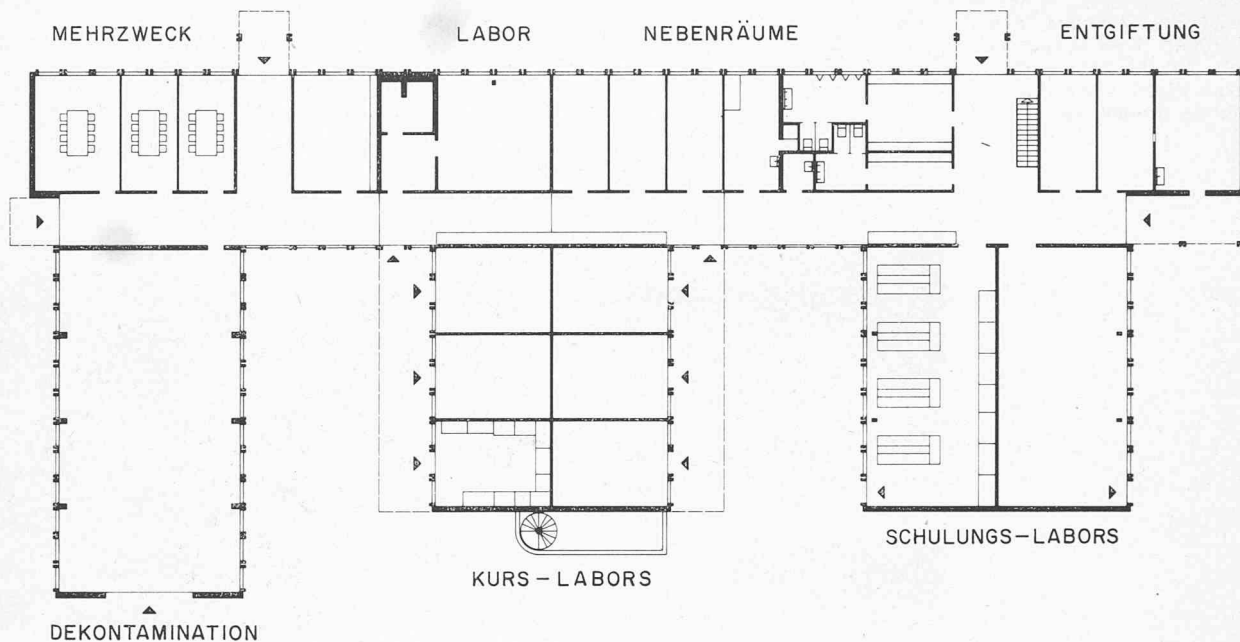 MEHRZWECK
LABOR
NEBENRÄUME
ENTGIFTUNG
SCHULUNGS-LABORS
KURS-LABORS
DEKONTAMINATION